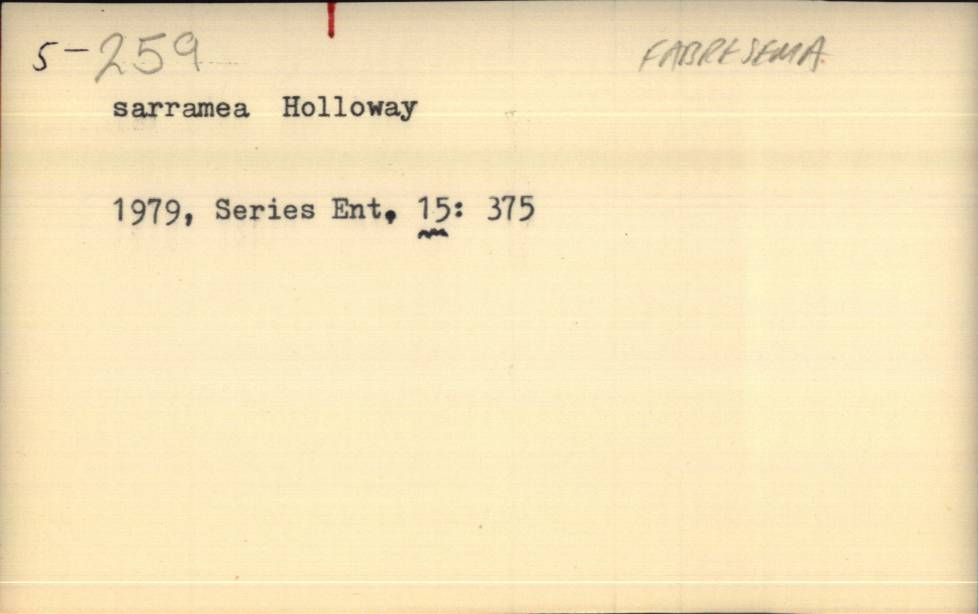 5-259
FABRESEMA
sarramea Holloway
1979, Series Ent, 15: 375